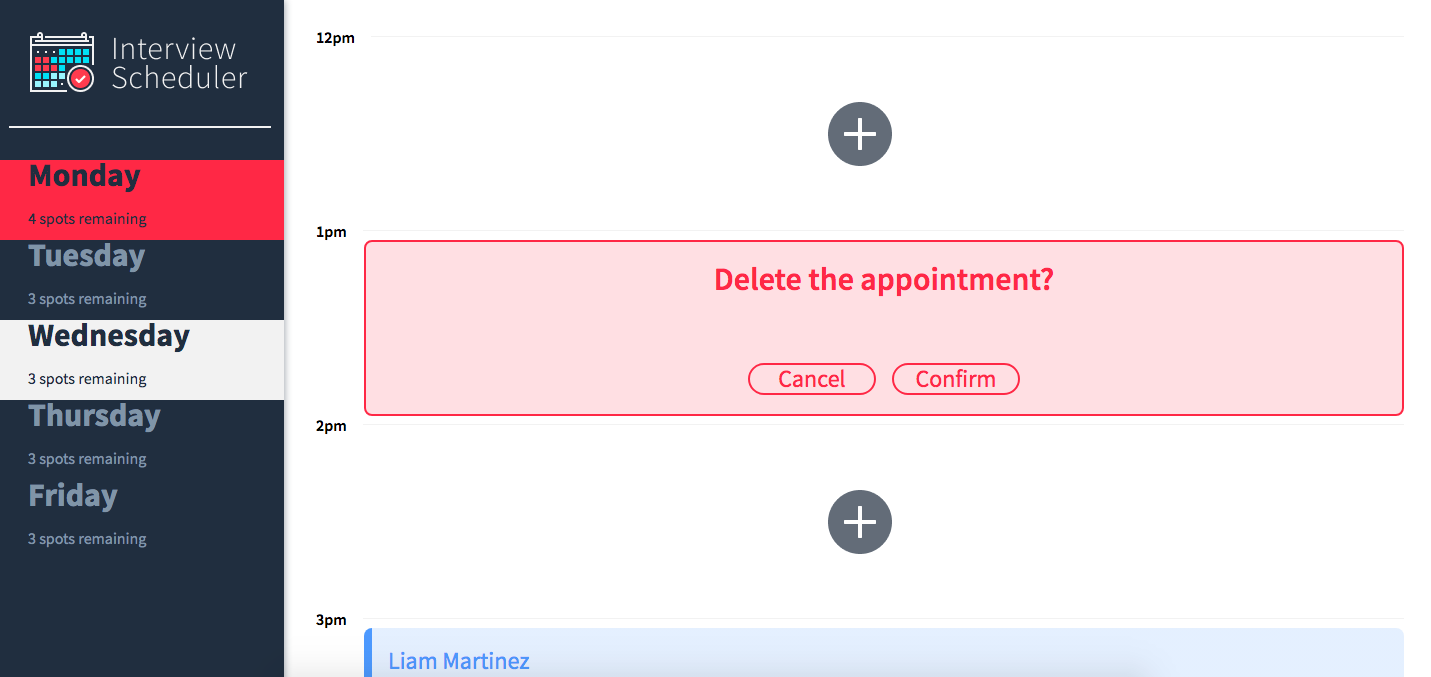 Interview
Scheduler
Monday
4 spots remaining
Tuesday
3 spots remaining
Wednesday
3 spots remaining
Thursday
3 spots remaining
Friday
3 spots remaining
12pm
1pm
Delete the appointment?
Cancel Confirm
2pm
3pm
Liam Martinez